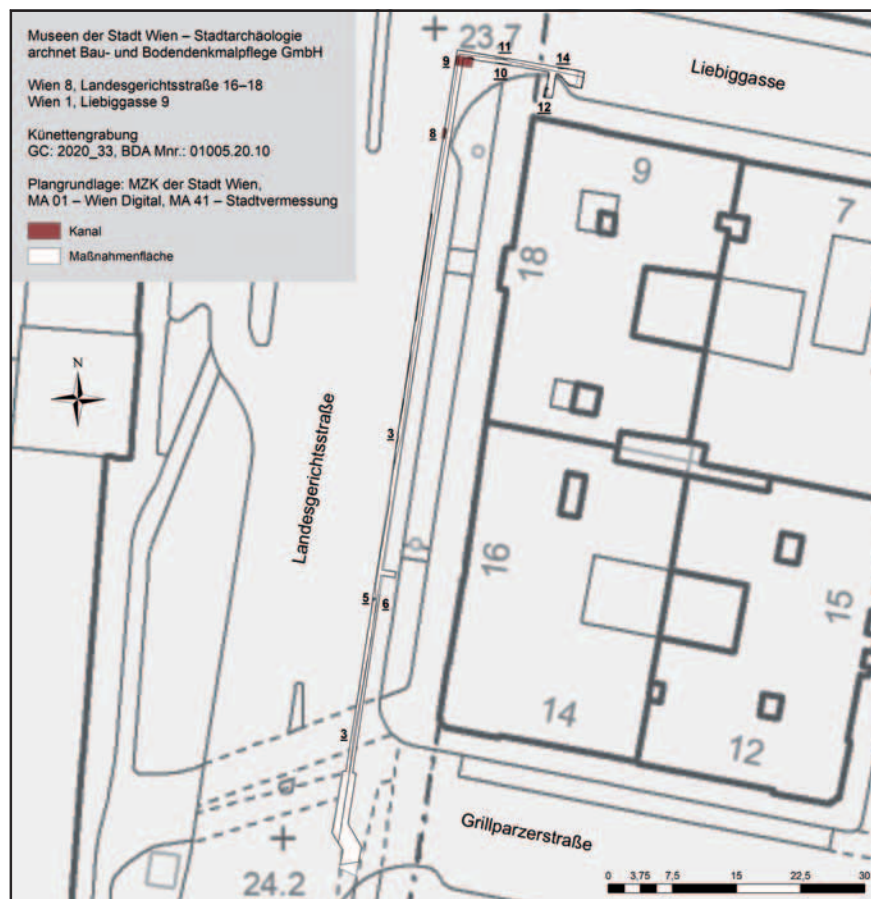 Museen der Stadt Wien – Stadtarchäologie
archnet Bau- und Bodendenkmalpflege GmbH
Wien 8, Landesgerichtsstraße 16–18
Wien 1, Liebiggasse 9
Künettengrabung
GC: 2020_33, BDA Mnr.: 01005.20.10
Plangrundlage: MZK der Stadt Wien,
MA 01 – Wien Digital, MA 41 – Stadtvermessung
Kanal
Maßnahmenfläche
23.7
11
14
9
10
12
Liebiggasse
8
9
7
18
N
3
Landesgerichtsstraße
16
5
6
15
14
12
3
Grillparzerstraße
24.2
0 3,75 7,5 15 22,5 30